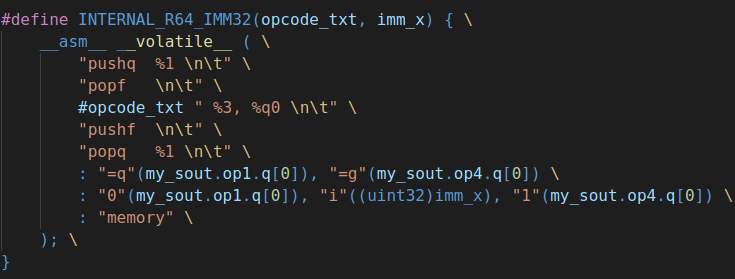 #define INTERNAL_R64_IMM32(opcode_txt, imm_x) { \
    __asm__ __volatile__ ( \
        "pushq  %1 \n\t" \
        "popf   \n\t" \
        #opcode_txt " %3, %q0 \n\t" \
        "pushf  \n\t" \
        "popq   %1 \n\t" \
        : "=q"(my_sout.op1.q[0]), "=g"(my_sout.op4.q[0]) \
        : "0"(my_sout.op1.q[0]), "i"((uint32)imm_x), "1"(my_sout.op4.q[0]) \
        : "memory" \
    ); \
}